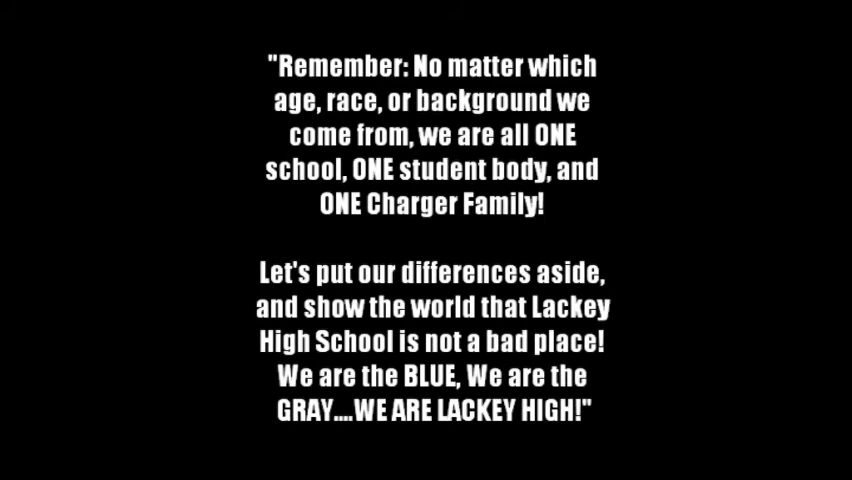 "Remember: No matter which
age, race, or background we
come from, we are all ONE
school, ONE student body, and
ONE Charger Family!
Let's put our differences aside,
and show the world that Lackey
High School is not a bad place!
We are the BLUE, We are the
GRAY....WE ARE LACKEY HIGH!"